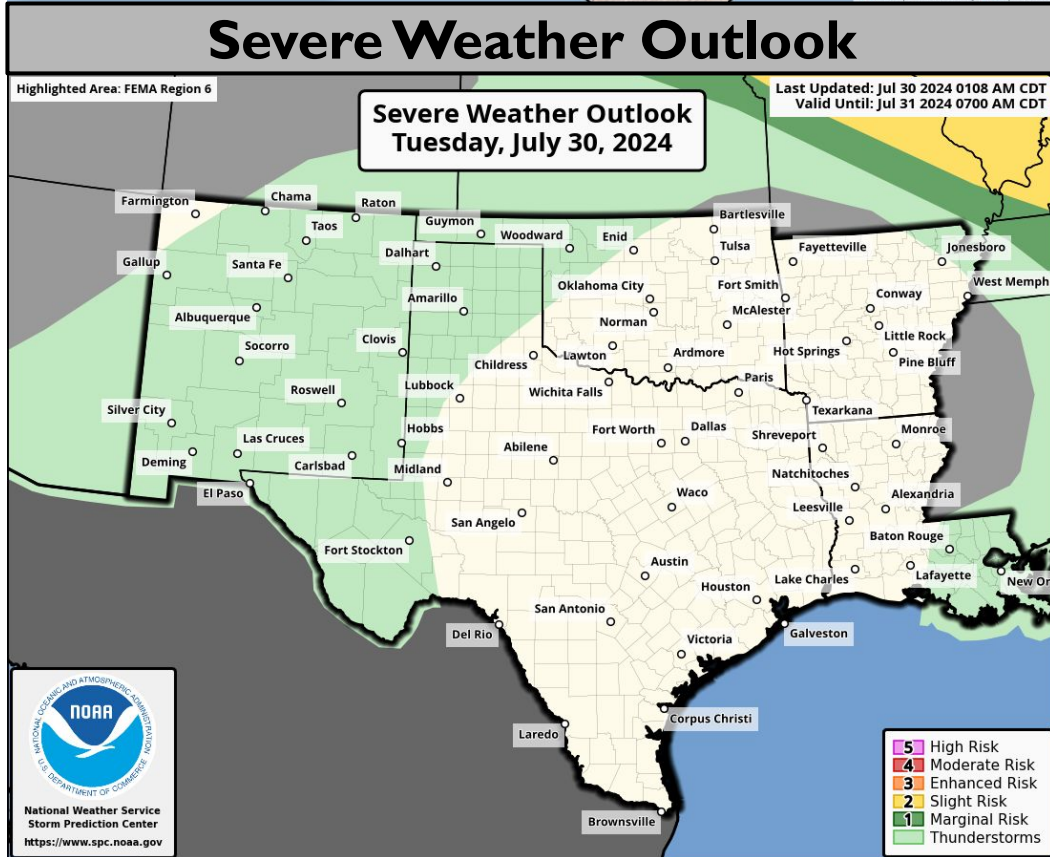 Severe Weather Outlook
Highlighted Area: FEMA Region 6
Last Updated: Jul 30 2024 0108 AM CDT
Valid Until: Jul 31 2024 0700 AM CDT
Severe Weather Outlook
Tuesday, July 30, 2024
Farmington
Chama
Raton
Taos
Guymon
Woodward
Enid
Bartlesville
Tulsa
Fayetteville
Jonesboro
Gallup
Santa Fe
Dalhart
Oklahoma City
Fort Smith
Conway
West Memph
Albuquerque
Amarillo
Norman
McAlester
Little Rock
Socorro
Clovis
Childress
Lawton
Ardmore
Hot Springs
Pine Bluff
Roswell
Lubbock
Wichita Falls
Paris
Texarkana
Silver City
Las Cruces
Hobbs
Abilene
Fort Worth
Dallas
Shreveport
Monroe
Deming
Carlsbad
Midland
Natchitoches
El Paso
San Angelo
Waco
Leesville
Alexandria
Fort Stockton
Baton Rouge
Austin
Houston
Lake Charles
Lafayette
New Or
San Antonio
Del Rio
Victoria
Galveston
Laredo
Corpus Christi
Brownsville
NATIONAL OCEANIC AND ATMOSPHERIC ADMINISTRATION
NOAA
U.S. DEPARTMENT OF COMMERCE
National Weather Service
Storm Prediction Center
https://www.spc.noaa.gov
5 High Risk
4 Moderate Risk
3 Enhanced Risk
2 Slight Risk
1 Marginal Risk
Thunderstorms